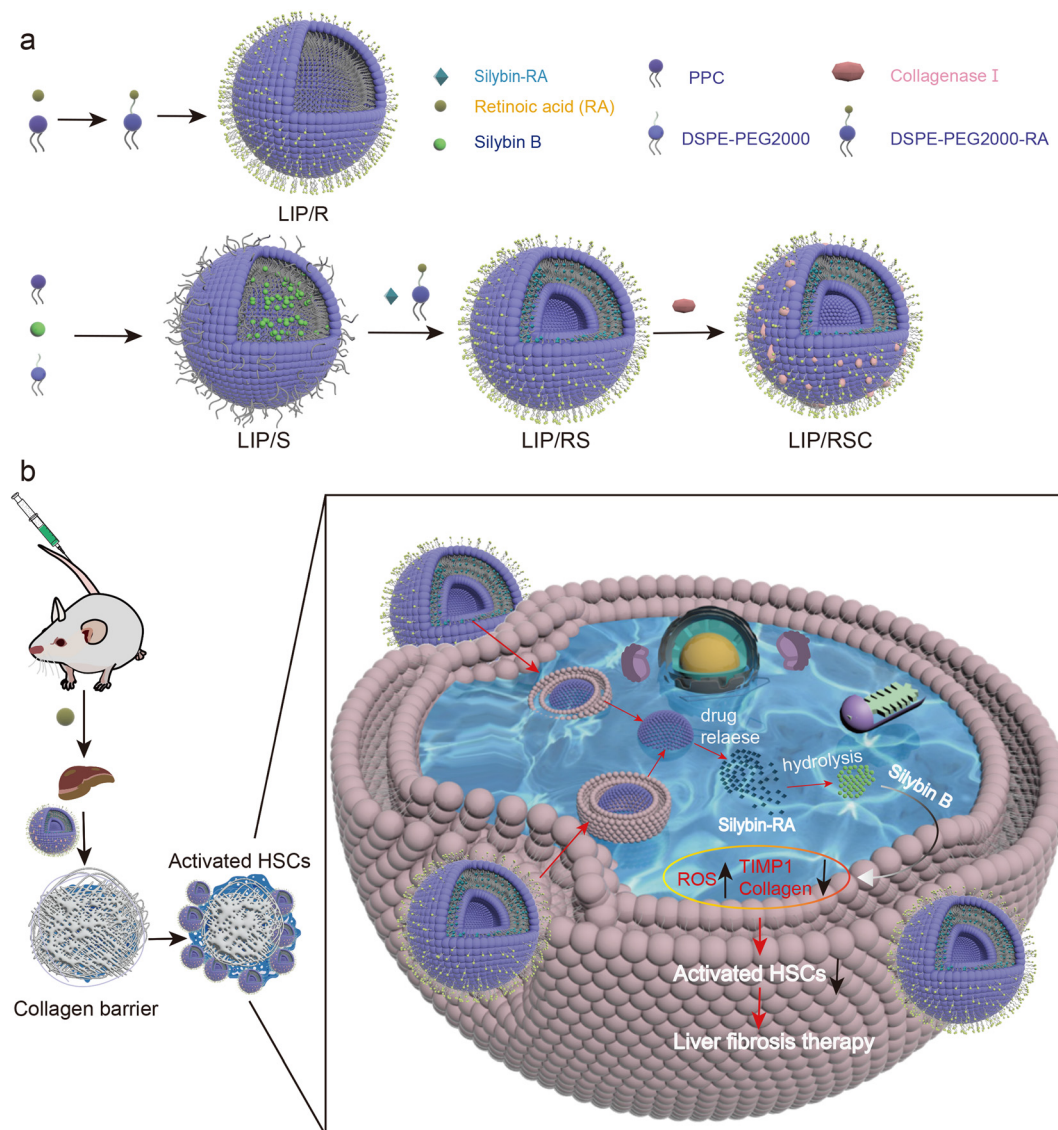 a
Silybin-RA
Retinoic acid (RA)
Silybin B
PPC
DSPE-PEG2000
Collagenase I
DSPE-PEG2000-RA
LIP/R
LIP/S
LIP/RS
LIP/RSC
b
Collagen barrier
Activated HSCs
drug
relaese
hydrolysis
Silybin-RA
Silybin B
ROS
TIMP1
Collagen
Activated HSCs
Liver fibrosis therapy